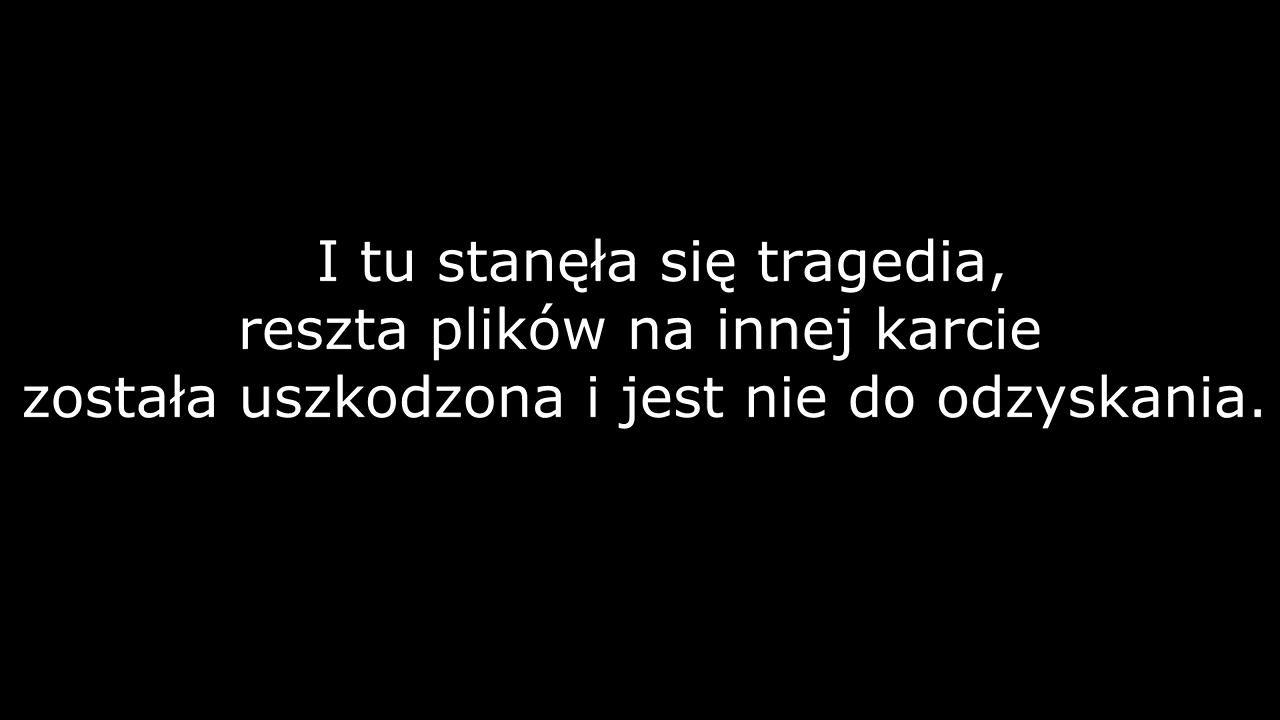 I tu stanęła się tragedia,
reszta plików na innej karcie
została uszkodzona i jest nie do odzyskania.